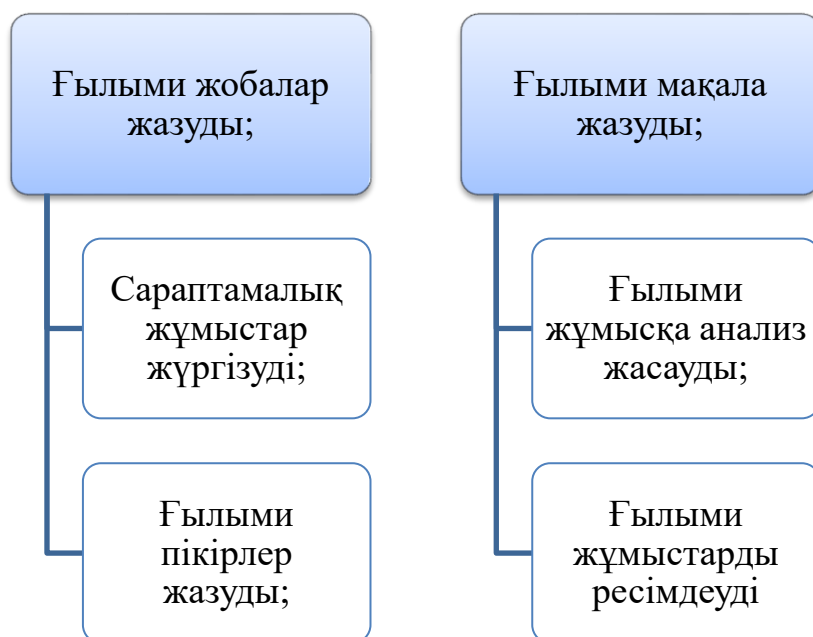 Ғылыми жобалар
жазуды;
Сараптамалық
жұмыстар
жүргізуді;
Ғылыми
пікірлер
жазуды;
Ғылыми мақала
жазуды;
Ғылыми
жұмысқа анализ
жасауды;
Ғылыми
жұмыстарды
ресімдеуді